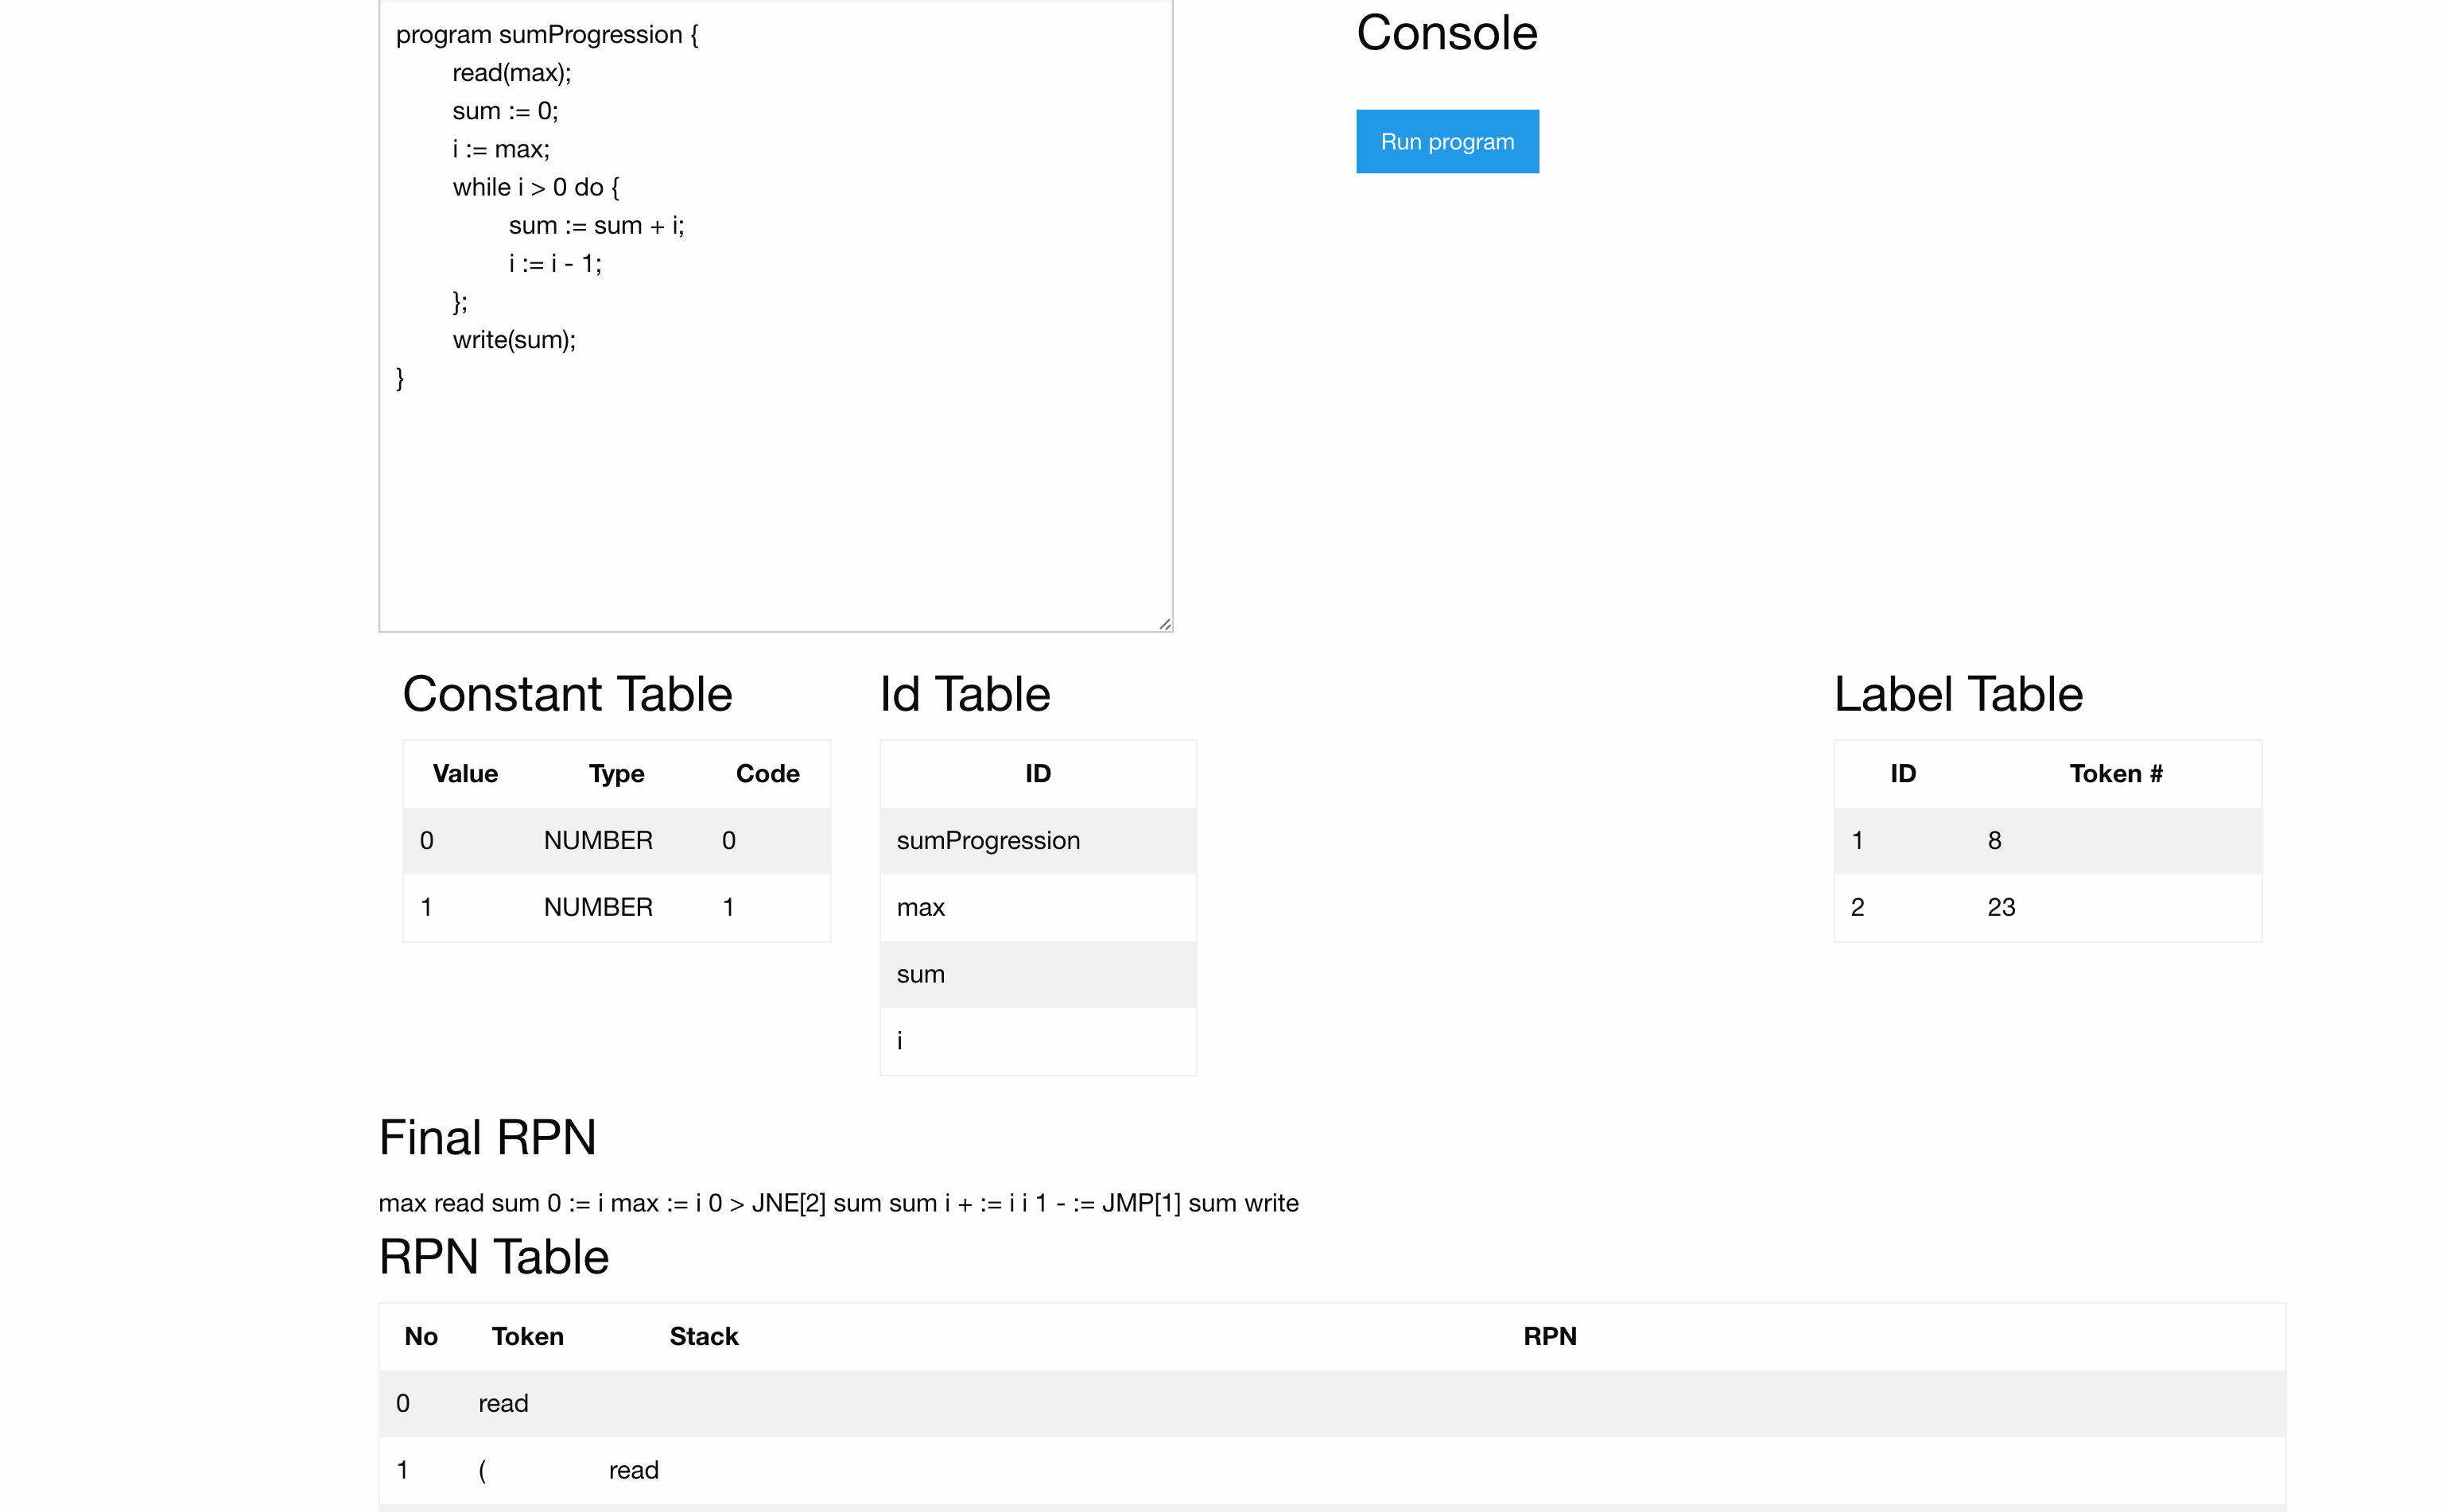 program sumProgression {
read(max);
sum := 0;
i := max;
while i > 0 do {
sum := sum + i;
i := i - 1;
};
write(sum);
}
Console
Run program
Constant Table
Value Type Code
0 NUMBER 0
1 NUMBER 1
Id Table
ID
sumProgression
max
sum
i
Label Table
ID Token #
1 8
2 23
Final RPN
max read sum 0 := i max := i 0 > JNE[2] sum sum i + := i i 1 - := JMP[1] sum write
RPN Table
No Token Stack RPN
0 read
1 ( read